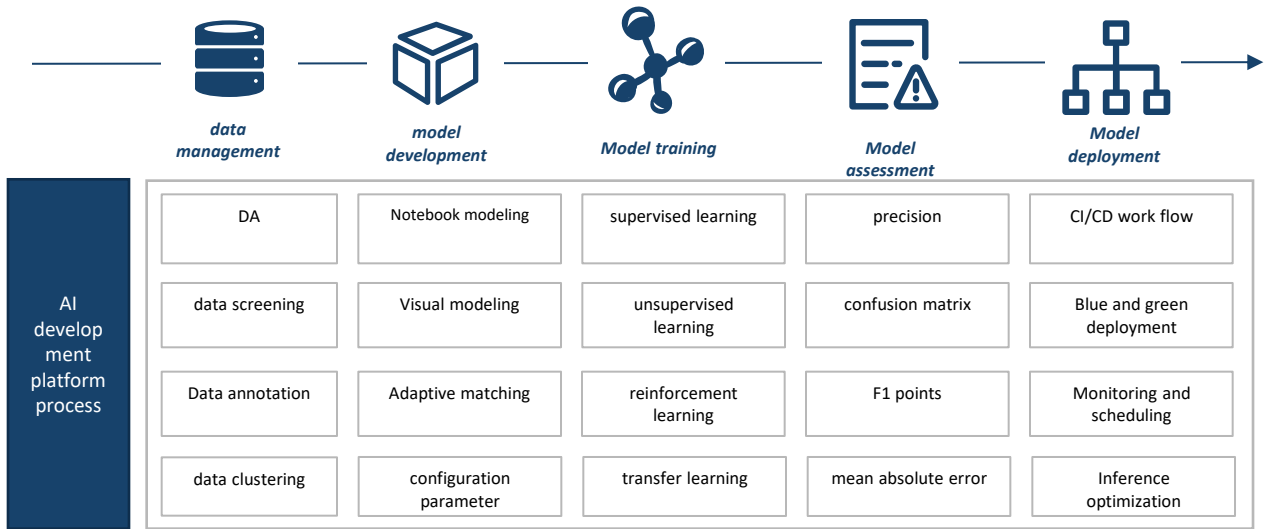 data
management
model
development
Model training
Model
assessment
Model
deployment
AI
develop
ment
platform
process
DA
Notebook modeling
supervised learning
precision
CI/CD work flow
data screening
Visual modeling
unsupervised
learning
confusion matrix
Blue and green
deployment
Data annotation
Adaptive matching
reinforcement
learning
F1 points
Monitoring and
scheduling
data clustering
configuration
parameter
transfer learning
mean absolute error
Inference
optimization